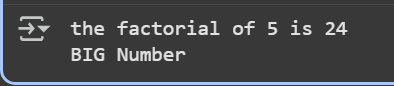 the factorial of 5 is 24
BIG Number